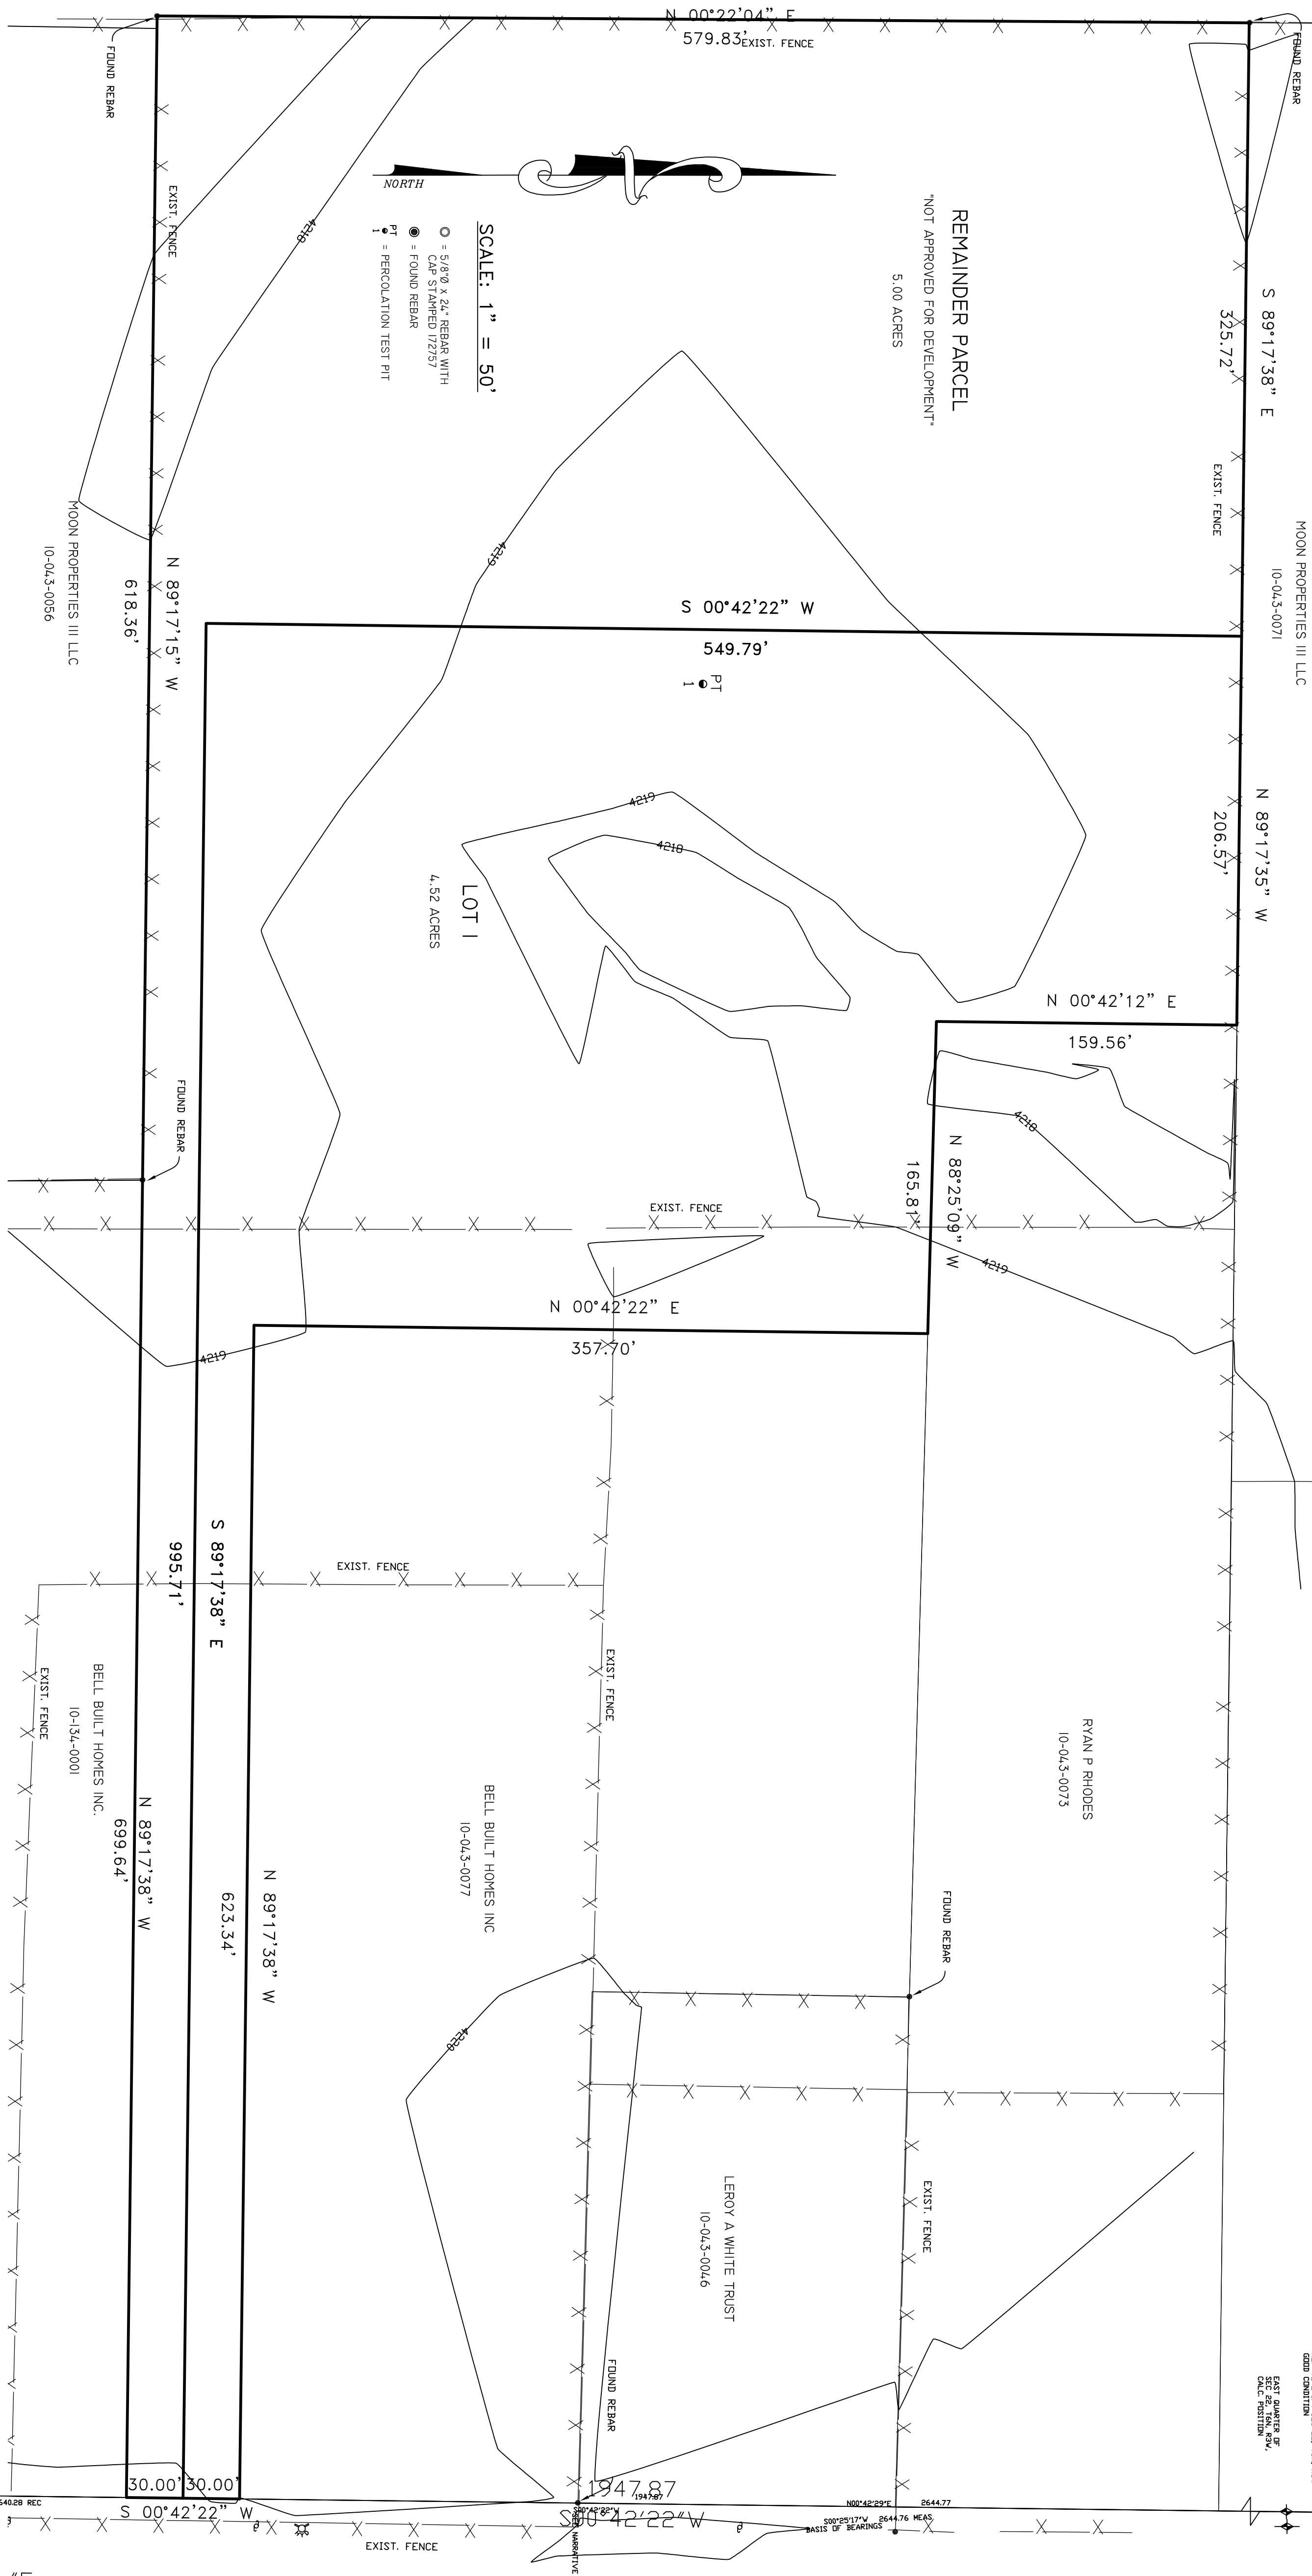 N 00°22'04" E
579.83'
EXIST. FENCE
FOUND REBAR
FOUND REBAR
EXIST. FENCE
4218
NORTH
SCALE: 1" = 50'
= 5/8"Ø x 24" REBAR WITH
CAP STAMPED 172757
= FOUND REBAR
PT
1
= PERCOLATION TEST PIT
REMAINDER PARCEL
"NOT APPROVED FOR DEVELOPMENT"
5.00 ACRES
S 89°17'38" E
325.72'
EXIST. FENCE
MOON PROPERTIES III LLC
10-043-0071
MOON PROPERTIES III LLC
10-043-0056
N 89°17'15" W
618.36'
4219
S 00°42'22" W
549.79'
PT
1
4219
4218
LOT 1
4.52 ACRES
N 89°17'35" W
206.57'
N 00°42'12" E
159.56'
4218
N 88°25'09" W
165.81'
FOUND REBAR
EXIST. FENCE
4219
N 00°42'22" E
357.70'
4219
S 89°17'38" E
995.71'
EXIST. FENCE
EXIST. FENCE
EXIST. FENCE
BELL BUILT HOMES INC.
10-134-0001
BELL BUILT HOMES INC
10-043-0077
RYAN P RHODES
10-043-0073
N 89°17'38" W
699.64'
N 89°17'38" W
623.34'
FOUND REBAR
4220
LEROY A WHITE TRUST
10-043-0046
EXIST. FENCE
FOUND REBAR
GOOD CONDITION
EAST QUARTER OF
SEC 22, T6N, R3W,
CALC. POSITION
30.00'
30.00'
S 00°42'22" W
1947.87
1947.87
S00°42'22"W
S00°42'22"W
NARRATIVE
N00°42'29"E
2644.77
S00°25'17"W
2644.76 MEAS
BASIS OF BEARINGS
640.28 REC
EXIST. FENCE